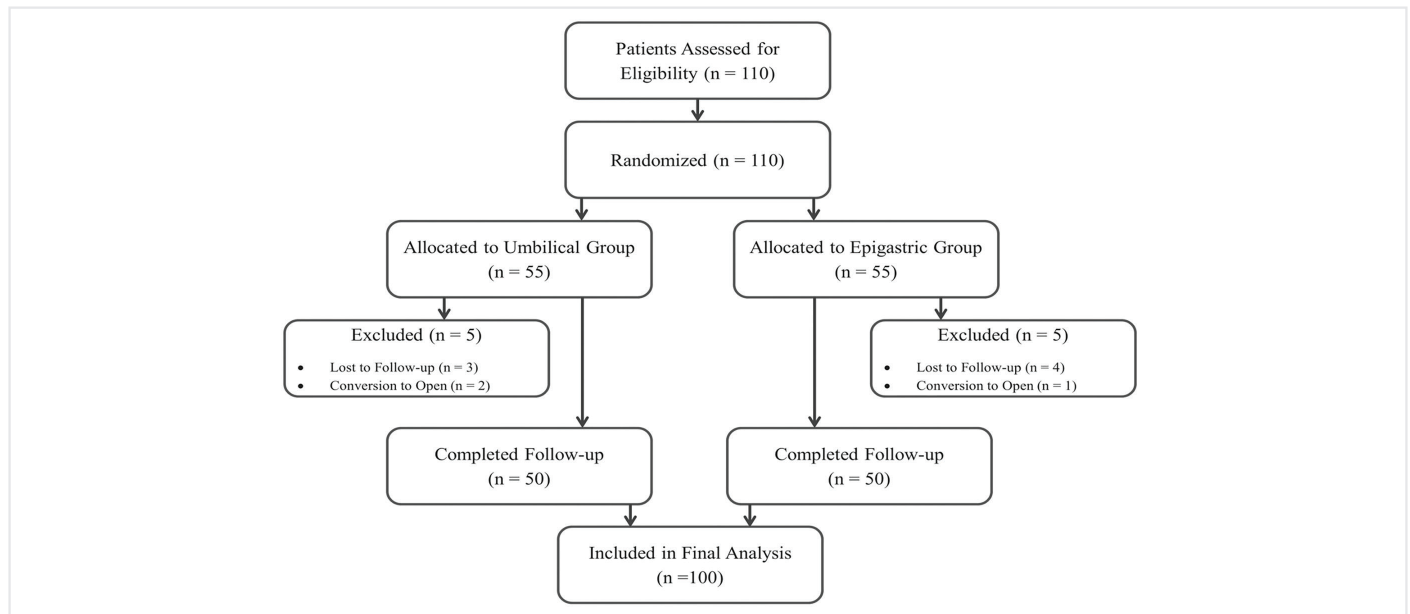 Patients Assessed for
Eligibility (n = 110)
Randomized (n = 110)
Allocated to Umbilical Group
(n = 55)
Allocated to Epigastric Group
(n = 55)
Excluded (n = 5)
• Lost to Follow-up (n = 3)
• Conversion to Open (n = 2)
Excluded (n = 5)
• Lost to Follow-up (n = 4)
• Conversion to Open (n = 1)
Completed Follow-up
(n = 50)
Completed Follow-up
(n = 50)
Included in Final Analysis
(n =100)